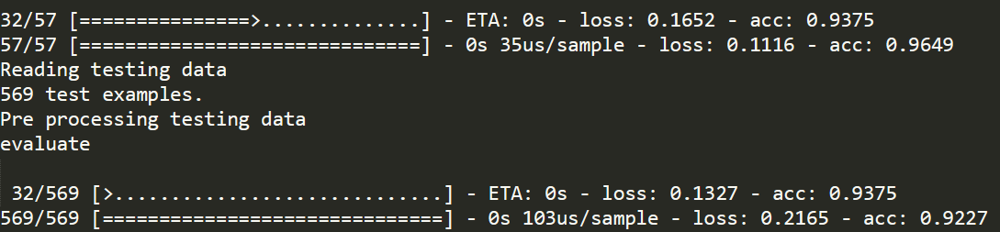 32/57 [===============>..............] - ETA: 0s - loss: 0.1652 - acc: 0.9375
57/57 [==============================] - 0s 35us/sample - loss: 0.1116 - acc: 0.9649
Reading testing data
569 test examples.
Pre processing testing data
evaluate
32/569 [>.............................] - ETA: 0s - loss: 0.1327 - acc: 0.9375
569/569 [==============================] - 0s 103us/sample - loss: 0.2165 - acc: 0.9227